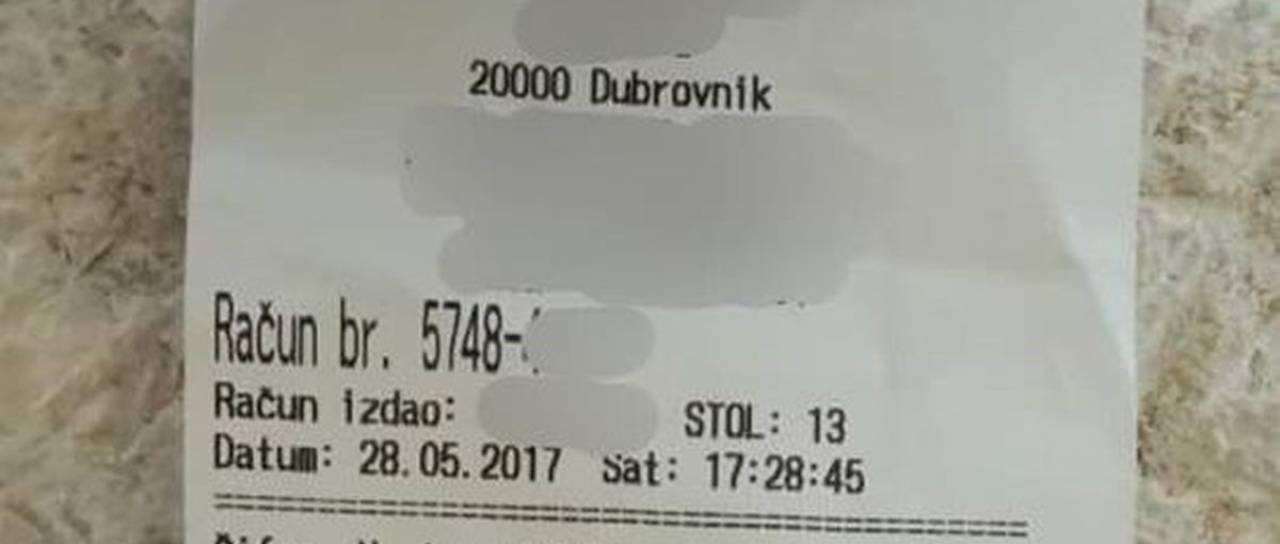 20000 Dubrovnik
Račun br. 5748-
Račun izdao: STOL: 13
Datum: 28.05.2017 Sat: 17:28:45